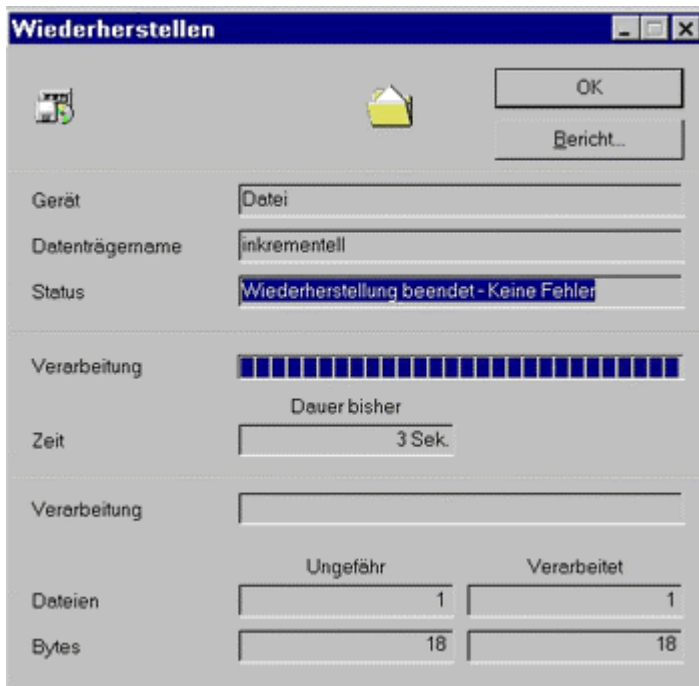 Wiederherstellen
OK
Bericht...
Gerät Datei
Datenträgername inkrementell
Status Wiederherstellung beendet - Keine Fehler
Verarbeitung
Dauer bisher
Zeit 3 Sek.
Verarbeitung
Ungefähr Verarbeitet
Dateien 1 1
Bytes 18 18